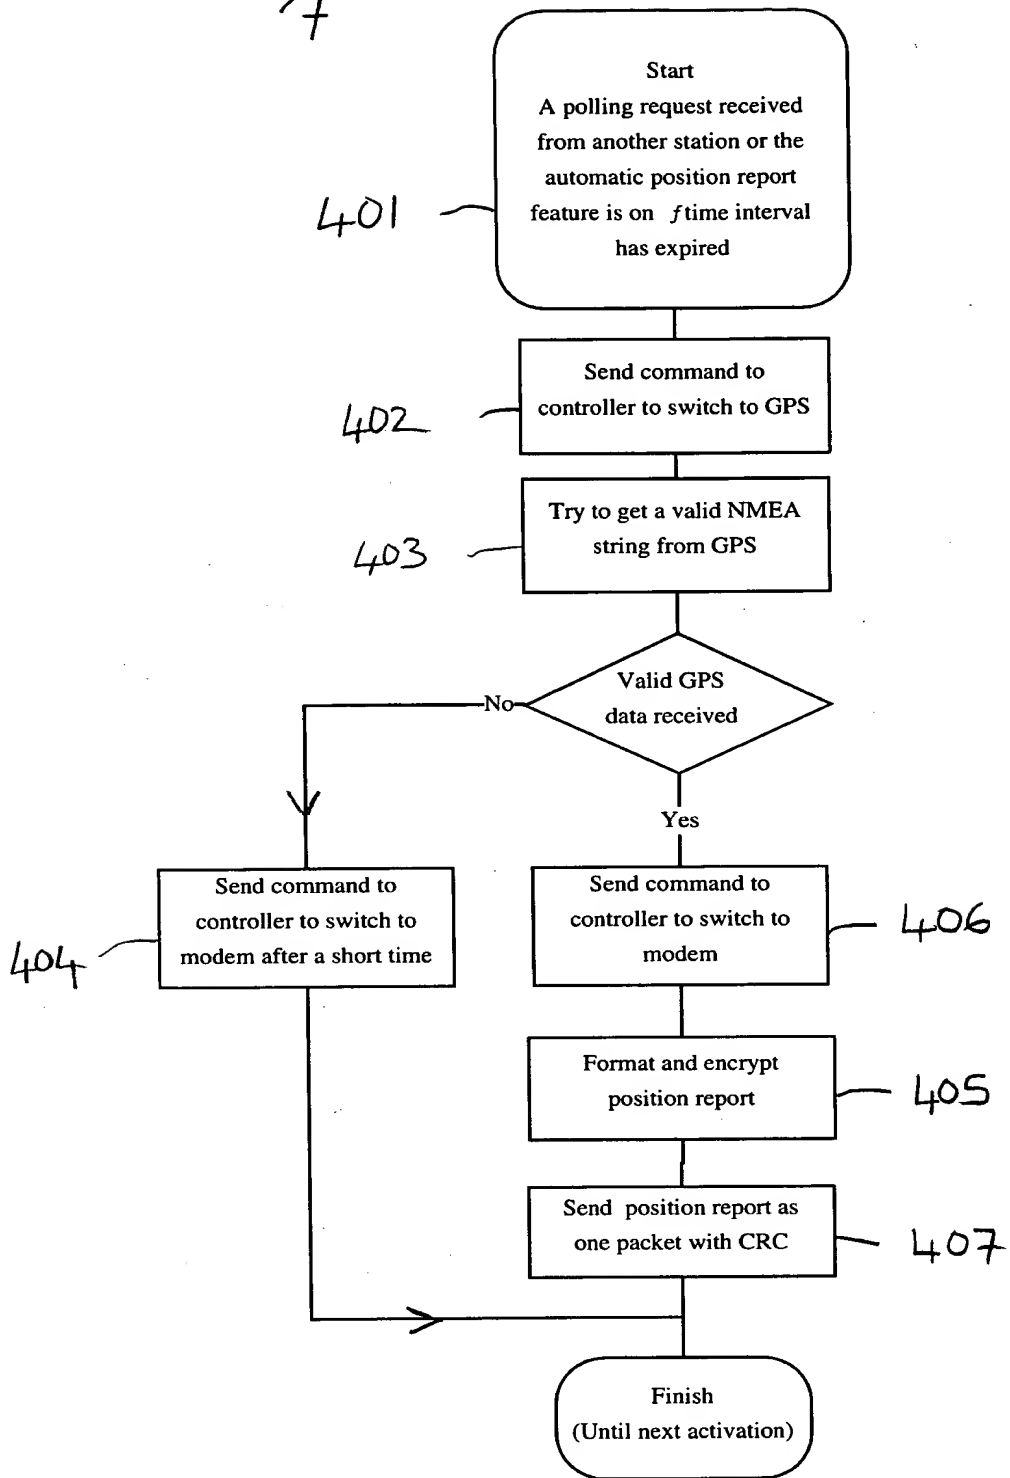 7
Start
A polling request received
from another station or the
automatic position report
feature is on ƒtime interval
has expired
401
Send command to
controller to switch to GPS
402
Try to get a valid NMEA
string from GPS
403
Valid GPS
data received
No
Yes
Send command to
controller to switch to
modem after a short time
404
Send command to
controller to switch to
modem
406
Format and encrypt
position report
405
Send position report as
one packet with CRC
407
Finish
(Until next activation)